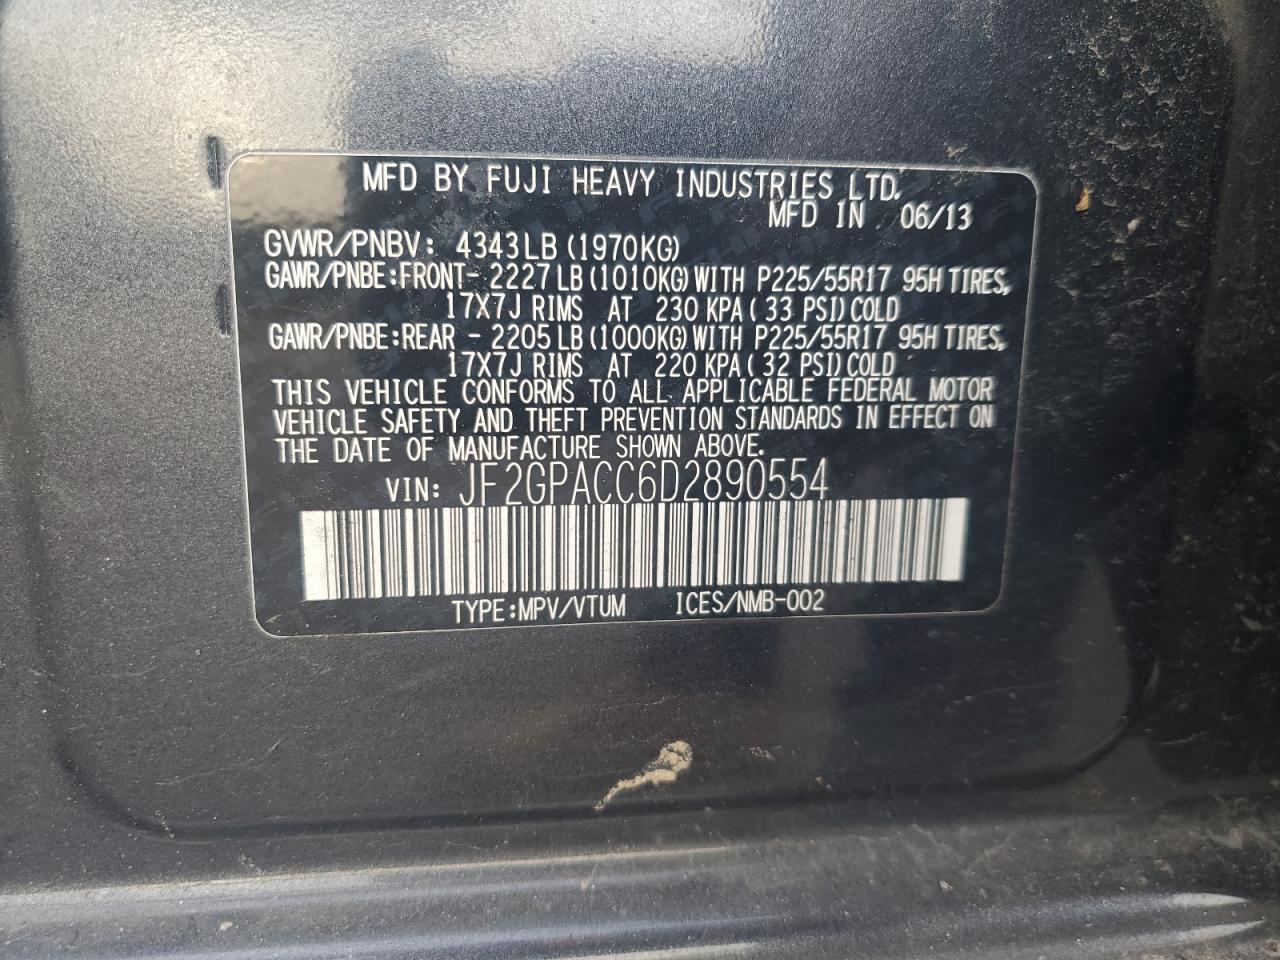 MFD BY FUJI HEAVY INDUSTRIES LTD.
MFD IN 06/13
GVWR/PNBV: 4343LB (1970KG)
GAWR/PNBE:FRONT- 2227 LB (1010KG) WITH P225/55R17 95H TIRES,
17X7J RIMS AT 230 KPA ( 33 PSI) COLD
GAWR/PNBE:REAR - 2205 LB (1000KG) WITH P225/55R17 95H TIRES,
17X7J RIMS AT 220 KPA ( 32 PSI) COLD
THIS VEHICLE CONFORMS TO ALL APPLICABLE FEDERAL MOTOR
VEHICLE SAFETY AND THEFT PREVENTION STANDARDS IN EFFECT ON
THE DATE OF MANUFACTURE SHOWN ABOVE.
VIN: JF2GPACC6D2890554
TYPE:MPV/VTUM ICES/NMB-002